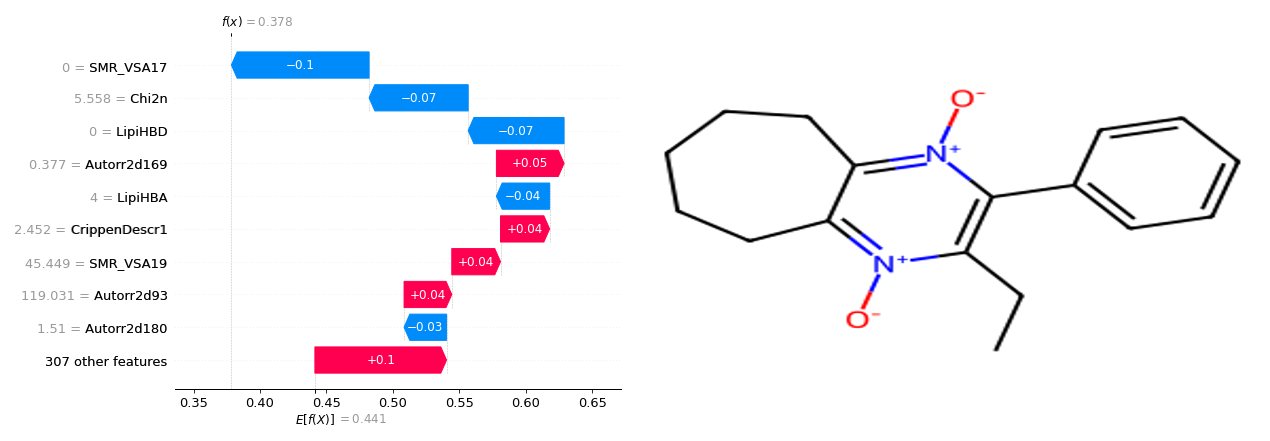 f(x) = 0.378
0 = SMR_VSA17 −0.1
5.558 = Chi2n −0.07
0 = LipiHBD −0.07
0.377 = Autorr2d169 +0.05
4 = LipiHBA −0.04
2.452 = CrippenDescr1 +0.04
45.449 = SMR_VSA19 +0.04
119.031 = Autorr2d93 +0.04
1.51 = Autorr2d180 −0.03
307 other features +0.1
0.35 0.40 0.45 0.50 0.55 0.60 0.65
E[f(X)] = 0.441
O⁻
N⁺
N⁺
O⁻